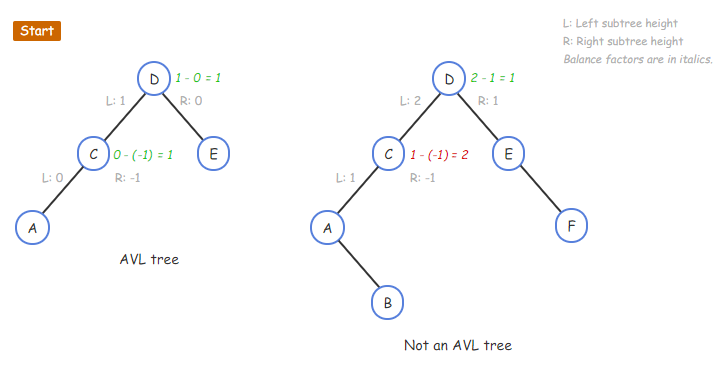 Start
L: Left subtree height
R: Right subtree height
Balance factors are in italics.
D 1 - 0 = 1
L: 1 R: 0
C 0 - (-1) = 1 E
L: 0 R: -1
A
AVL tree
D 2 - 1 = 1
L: 2 R: 1
C 1 - (-1) = 2 E
L: 1 R: -1
A F
B
Not an AVL tree